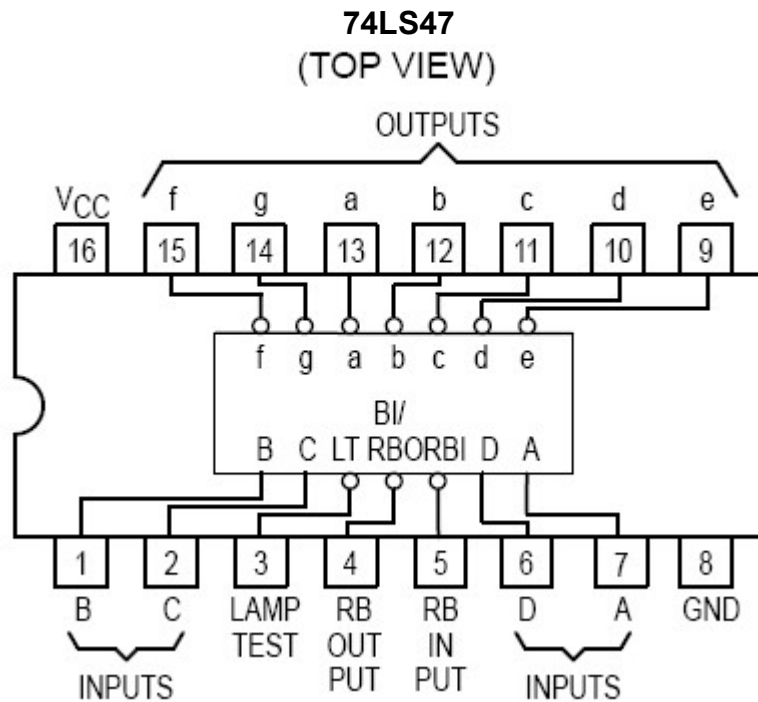 74LS47
(TOP VIEW)
OUTPUTS
VCC f g a b c d e
16 15 14 13 12 11 10 9
f g a b c d e
BI/
B C LT RBO RBI D A
1 2 3 4 5 6 7 8
B C LAMP RB RB D A GND
TEST OUT IN
PUT PUT
INPUTS INPUTS